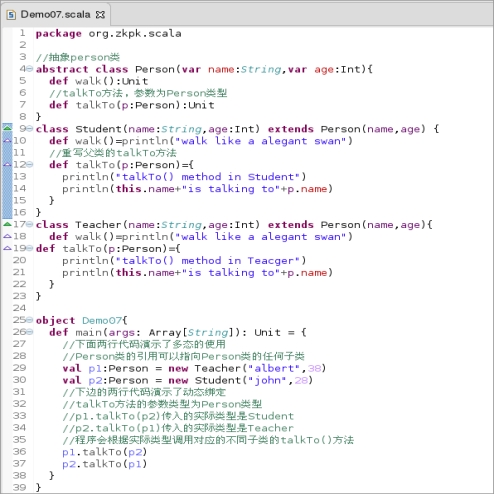 Demo07.scala
1 package org.zkpk.scala
2
3 //抽象person类
4 abstract class Person(var name:String,var age:Int){
5 def walk():Unit
6 //talkTo方法，参数为Person类型
7 def talkTo(p:Person):Unit
8 }
9 class Student(name:String,age:Int) extends Person(name,age) {
10 def walk()=println("walk like a alegant swan")
11 //重写父类的talkTo方法
12 def talkTo(p:Person)={
13 println("talkTo() method in Student")
14 println(this.name+"is talking to"+p.name)
15 }
16 }
17 class Teacher(name:String,age:Int) extends Person(name,age){
18 def walk()=println("walk like a alegant swan")
19 def talkTo(p:Person)={
20 println("talkTo() method in Teacger")
21 println(this.name+"is talking to"+p.name)
22 }
23 }
24
25 object Demo07{
26 def main(args: Array[String]): Unit = {
27 //下面两行代码演示了多态的使用
28 //Person类的引用可以指向Person类的任何子类
29 val p1:Person = new Teacher("albert",38)
30 val p2:Person = new Student("john",28)
31 //下边的两行代码演示了动态绑定
32 //talkTo方法的参数类型为Person类型
33 //p1.talkTo(p2)传入的实际类型是Student
34 //p2.talkTo(p1)传入的实际类型是Teacher
35 //程序会根据实际类型调用对应的不同子类的talkTo()方法
36 p1.talkTo(p2)
37 p2.talkTo(p1)
38 }
39 }